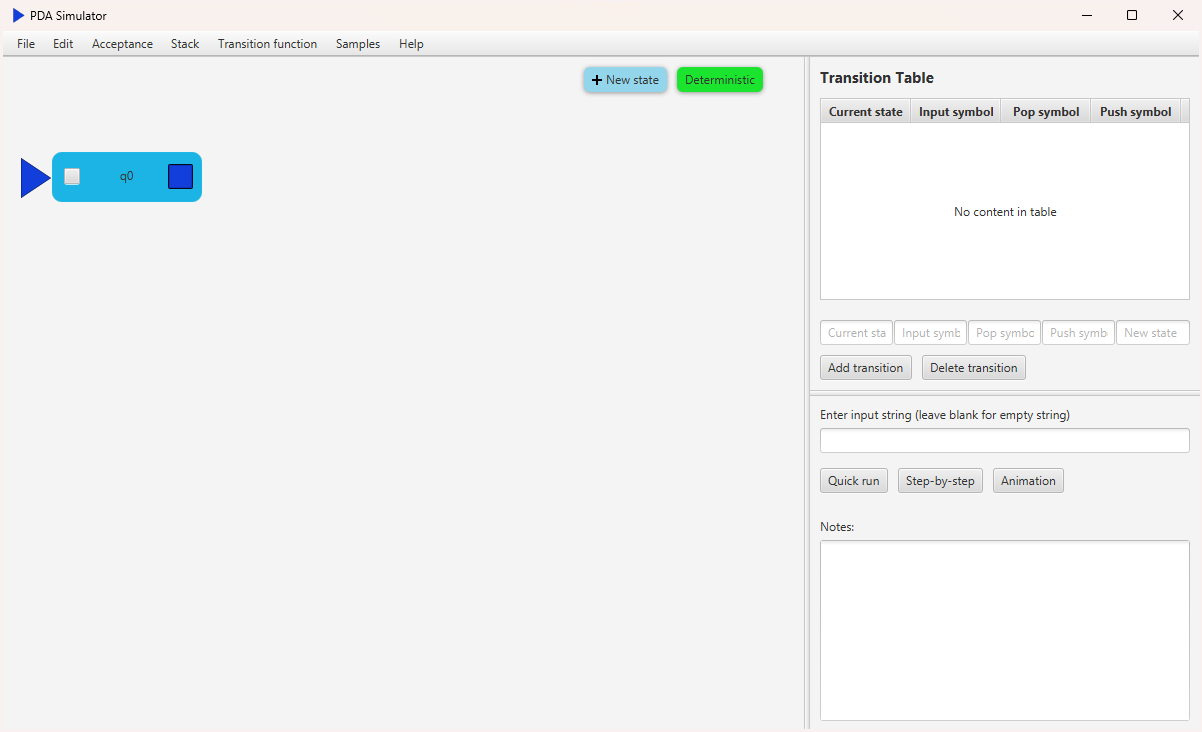 PDA Simulator
File Edit Acceptance Stack Transition function Samples Help
+ New state Deterministic
q0
Transition Table
Current state Input symbol Pop symbol Push symbol
No content in table
Current sta Input symb Pop symbo Push symb New state
Add transition Delete transition
Enter input string (leave blank for empty string)
Quick run Step-by-step Animation
Notes: